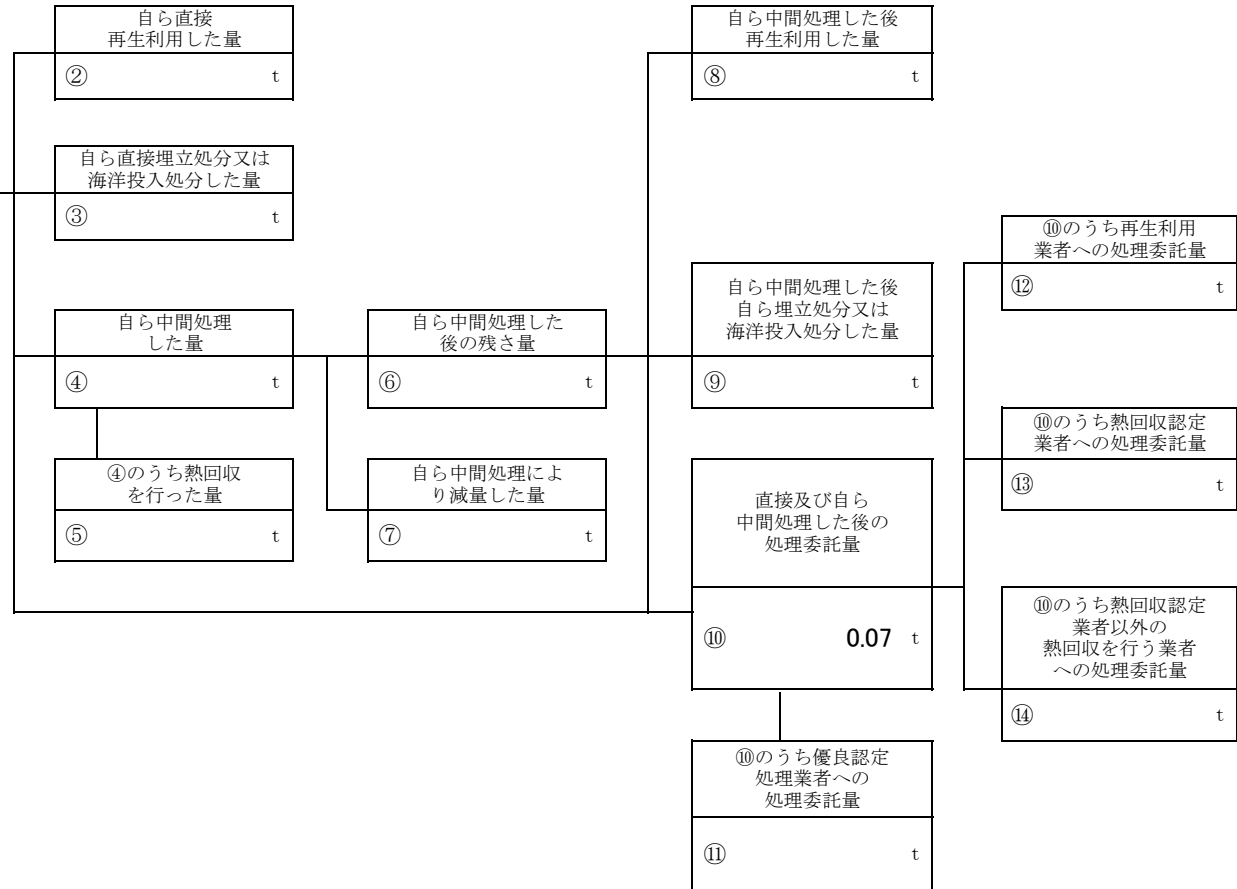 自ら直接
再生利用した量
② t
自ら中間処理した後
再生利用した量
⑧ t
自ら直接埋立処分又は
海洋投入処分した量
③ t
⑩のうち再生利用
業者への処理委託量
⑫ t
自ら中間処理
した量
④ t
自ら中間処理した
後の残さ量
⑥ t
自ら中間処理した後
自ら埋立処分又は
海洋投入処分した量
⑨ t
⑩のうち熱回収認定
業者への処理委託量
⑬ t
④のうち熱回収
を行った量
⑤ t
自ら中間処理によ
り減量した量
⑦ t
直接及び自ら
中間処理した後の
処理委託量
⑩ 0.07 t
⑩のうち熱回収認定
業者以外の
熱回収を行う業者
への処理委託量
⑭ t
⑩のうち優良認定
処理業者への
処理委託量
⑪ t